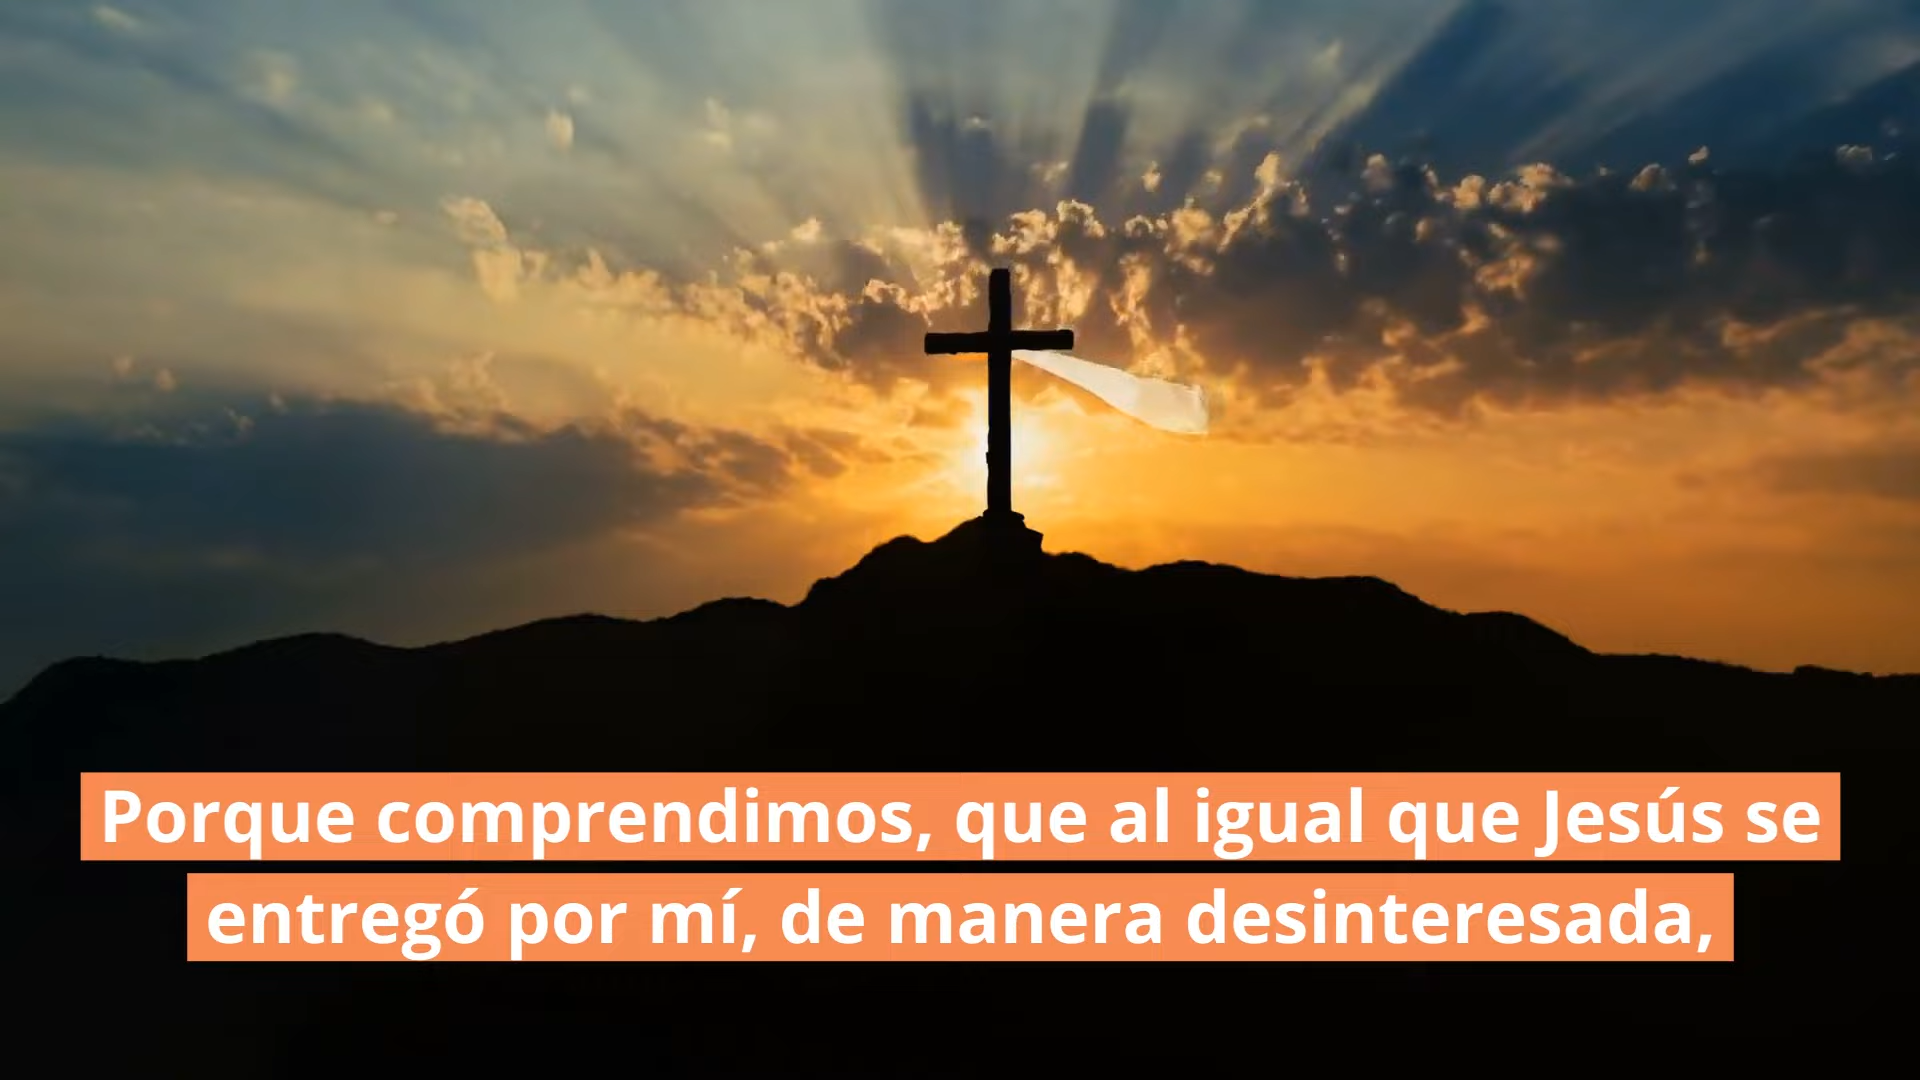 Porque comprendimos, que al igual que Jesús se
entregó por mí, de manera desinteresada,